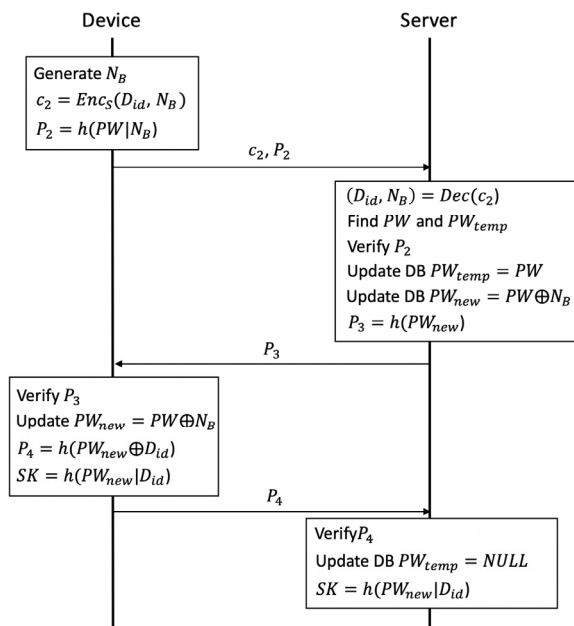 Device
Server
Generate N_B
c_2 = Enc_S(D_id, N_B)
P_2 = h(PW|N_B)
c_2, P_2
(D_id, N_B) = Dec(c_2)
Find PW and PW_temp
Verify P_2
Update DB PW_temp = PW
Update DB PW_new = PW⊕N_B
P_3 = h(PW_new)
P_3
Verify P_3
Update PW_new = PW⊕N_B
P_4 = h(PW_new⊕D_id)
SK = h(PW_new|D_id)
P_4
VerifyP_4
Update DB PW_temp = NULL
SK = h(PW_new|D_id)